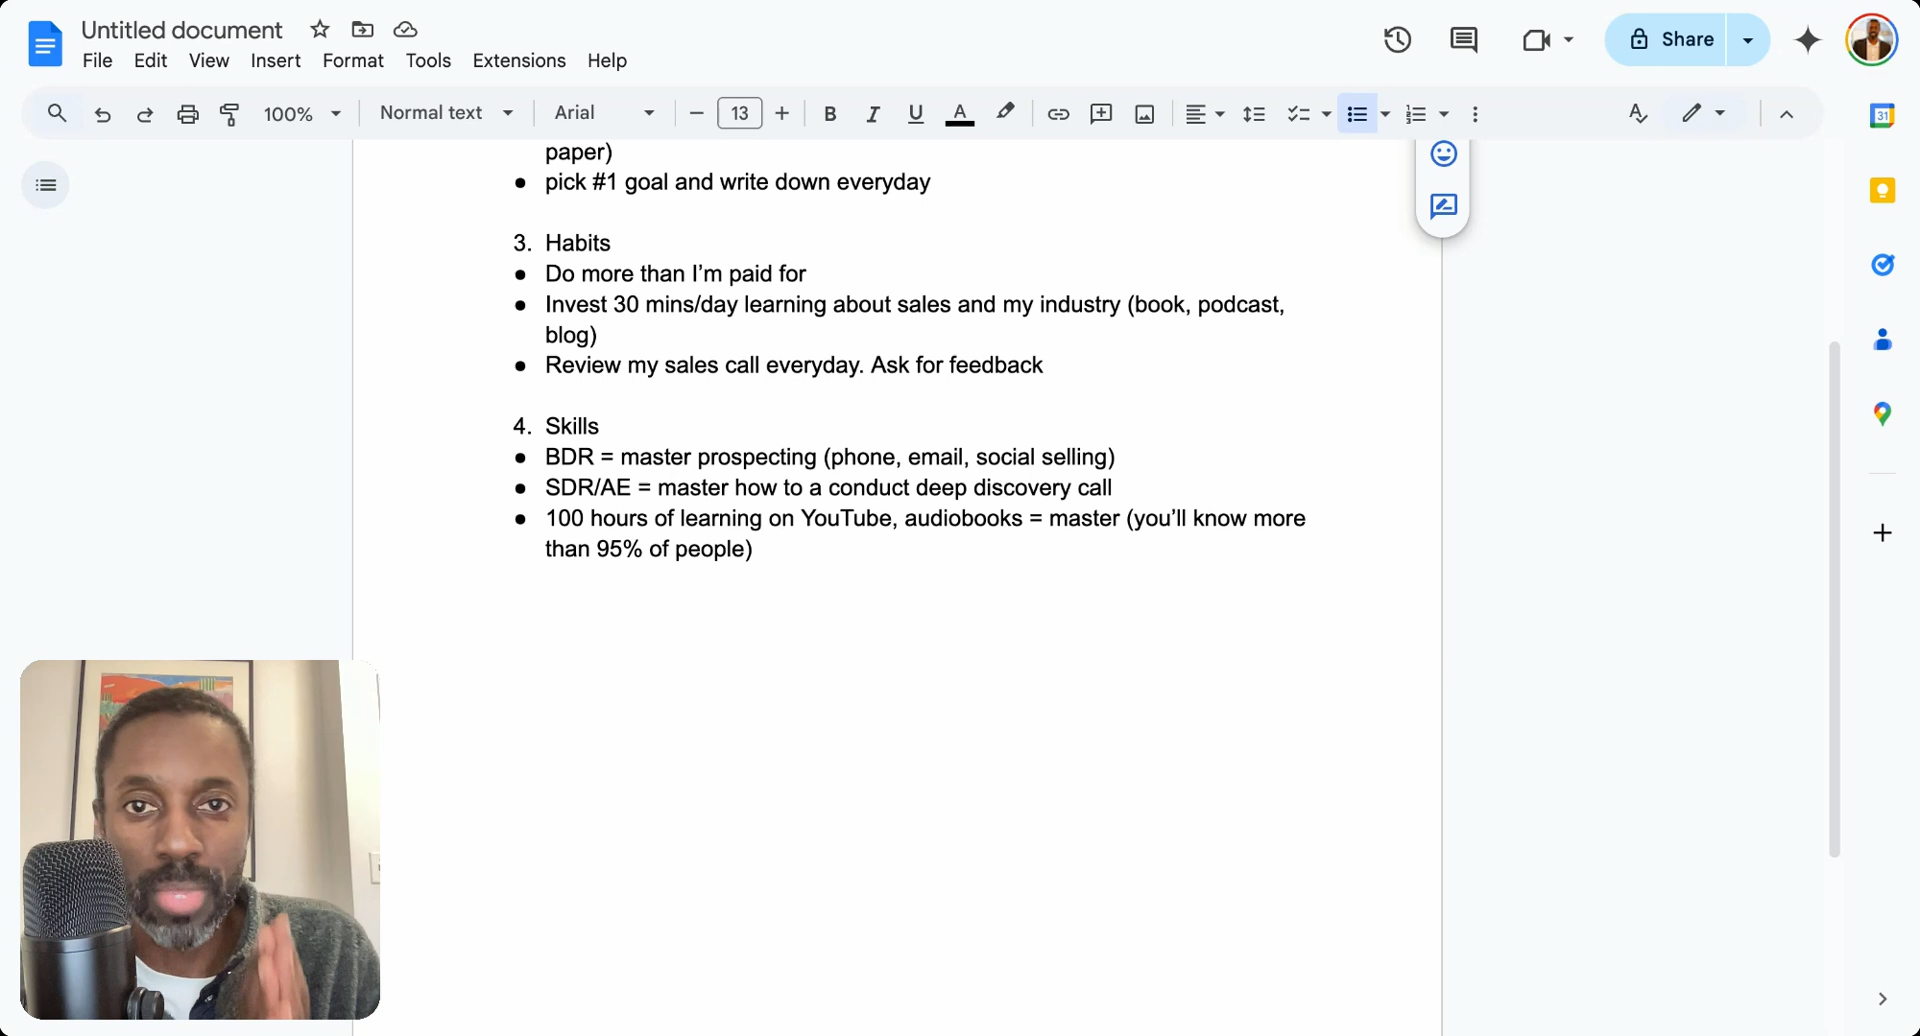 Untitled document
File Edit View Insert Format Tools Extensions Help
Share
100% Normal text Arial 13 B I U A
31
paper)
● pick #1 goal and write down everyday
3. Habits
● Do more than I’m paid for
● Invest 30 mins/day learning about sales and my industry (book, podcast,
blog)
● Review my sales call everyday. Ask for feedback
4. Skills
● BDR = master prospecting (phone, email, social selling)
● SDR/AE = master how to a conduct deep discovery call
● 100 hours of learning on YouTube, audiobooks = master (you’ll know more
than 95% of people)